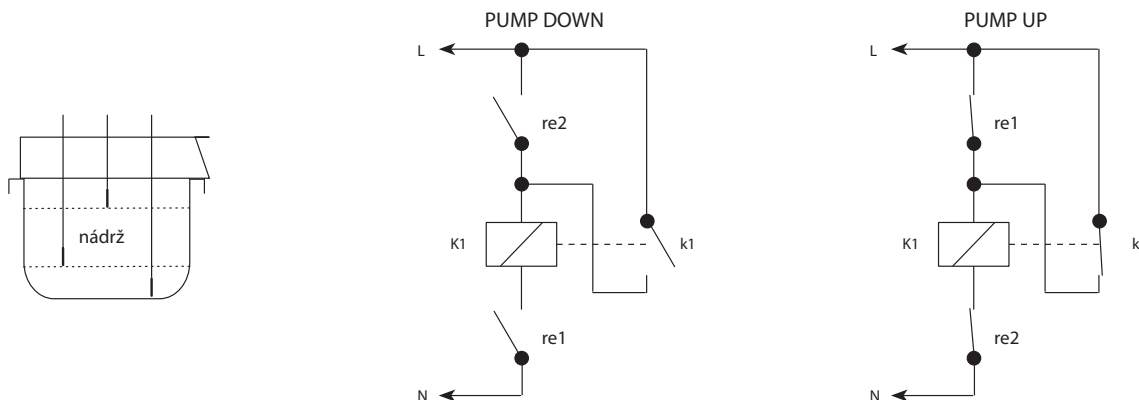 nádrž
PUMP DOWN
L
re2
K1
k1
re1
N
PUMP UP
L
re1
K1
k
re2
N